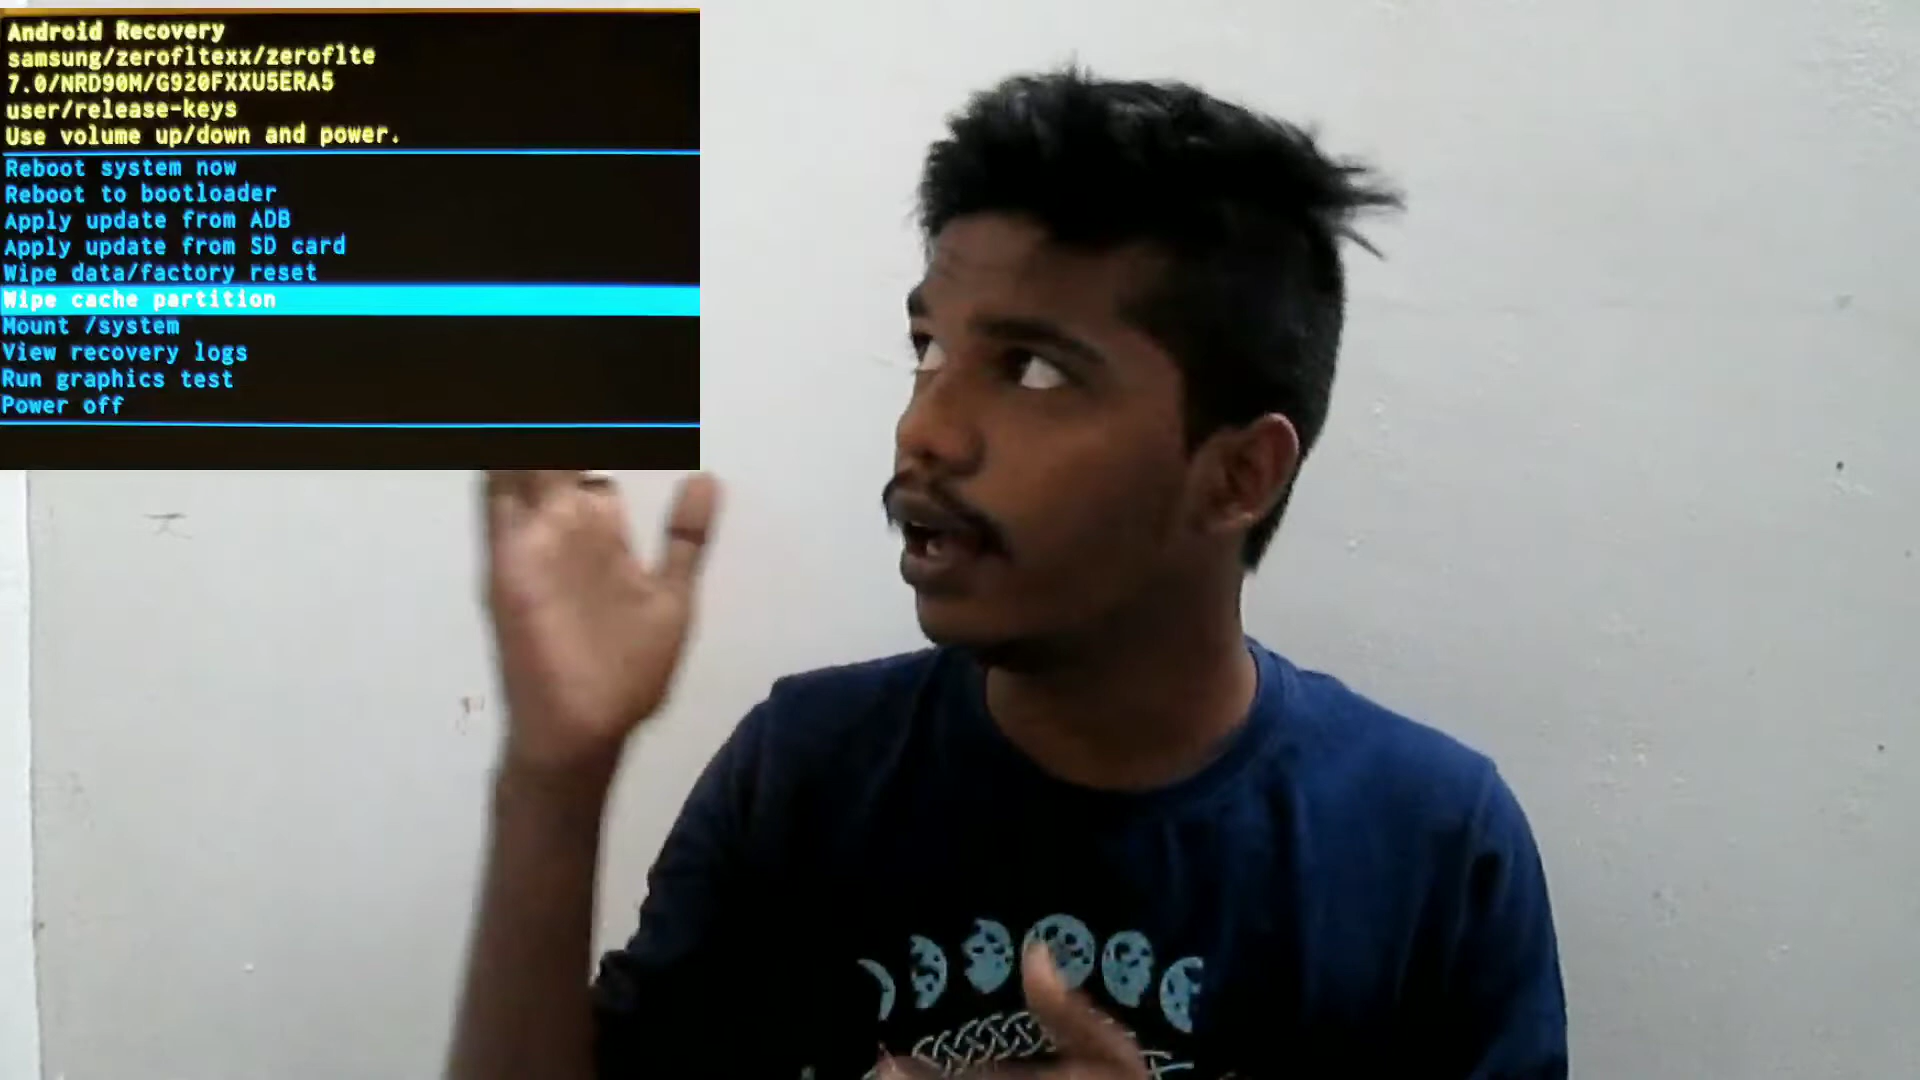 Android Recovery
samsung/zerofltexx/zeroflte
7.0/NRD90M/G920FXXU5ERA5
user/release-keys
Use volume up/down and power.
Reboot system now
Reboot to bootloader
Apply update from ADB
Apply update from SD card
Wipe data/factory reset
Wipe cache partition
Mount /system
View recovery logs
Run graphics test
Power off